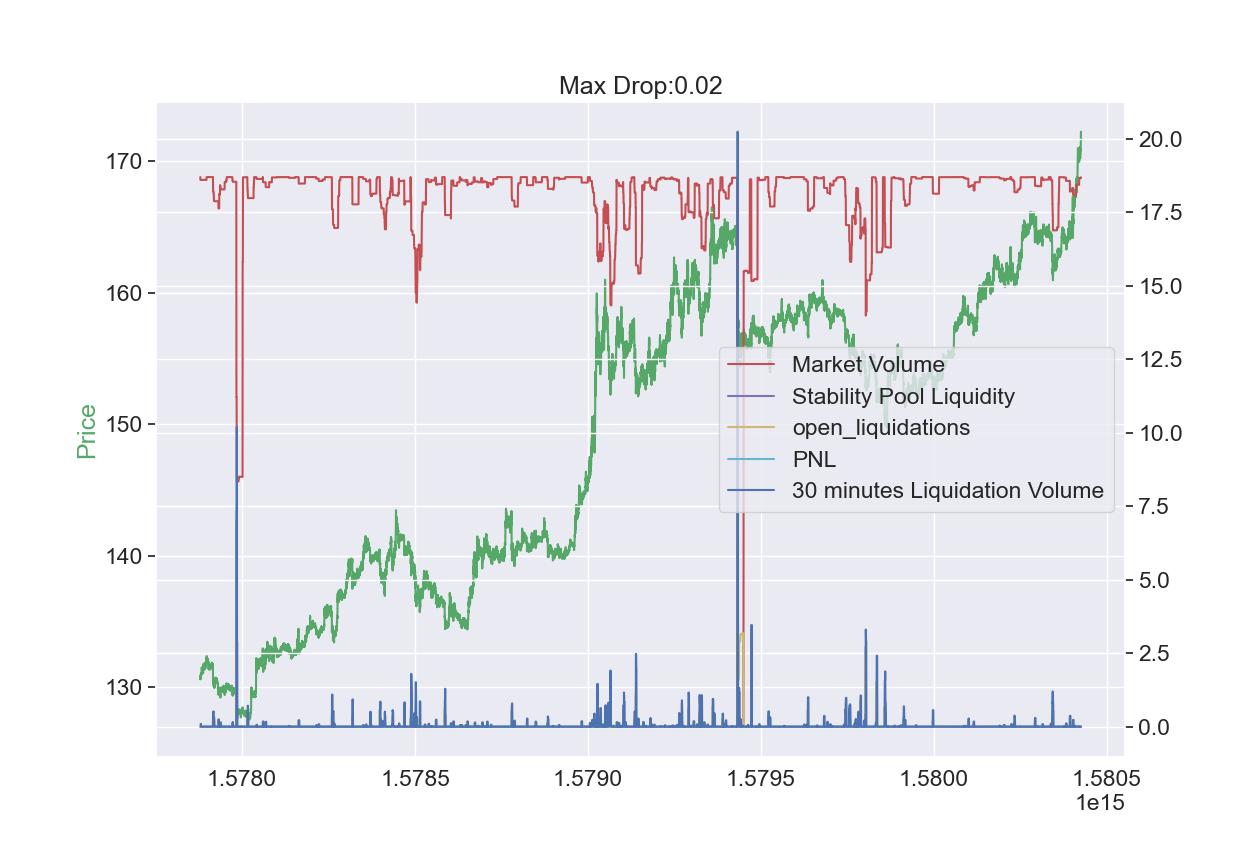 Max Drop:0.02
170
160
150
140
130
Price
20.0
17.5
15.0
12.5
10.0
7.5
5.0
2.5
0.0
Market Volume
Stability Pool Liquidity
open_liquidations
PNL
30 minutes Liquidation Volume
1.5780 1.5785 1.5790 1.5795 1.5800 1.5805
1e15